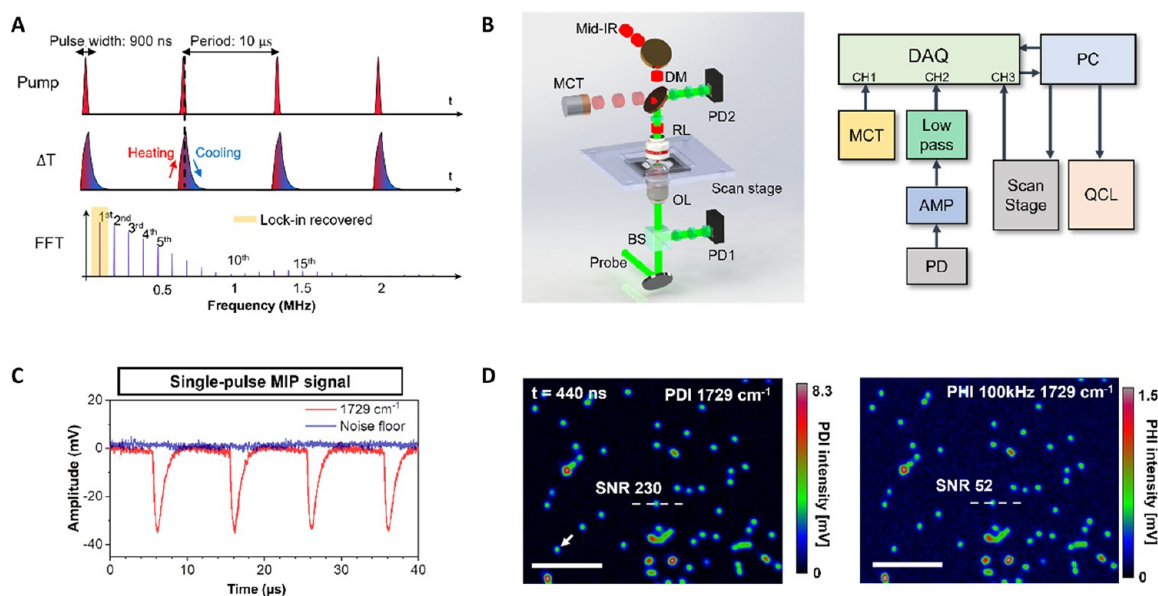 A
Pulse width: 900 ns
Period: 10 µs
Pump
t
ΔT
Heating
Cooling
t
FFT
1st
2nd
3rd
4th
5th
10th
15th
Lock-in recovered
0.5
1
1.5
2
Frequency (MHz)
B
Mid-IR
DM
MCT
PD2
RL
Scan stage
OL
BS
PD1
Probe
DAQ
CH1
CH2
CH3
PC
MCT
Low
pass
AMP
PD
Scan
Stage
QCL
C
Single-pulse MIP signal
1729 cm-1
Noise floor
20
0
-20
-40
Amplitude (mV)
0
10
20
30
40
Time (µs)
D
t = 440 ns
PDI 1729 cm-1
SNR 230
8.3
PDI intensity [mV]
0
PHI 100kHz 1729 cm-1
SNR 52
1.5
PHI intensity [mV]
0